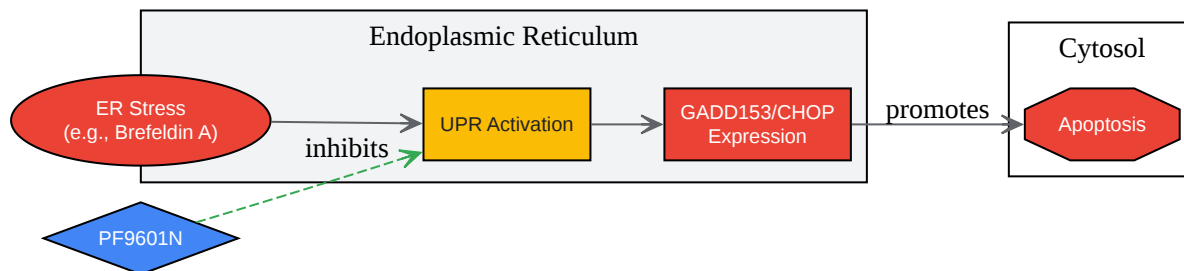 Endoplasmic Reticulum
Cytosol
ER Stress
(e.g., Brefeldin A)
UPR Activation
GADD153/CHOP
Expression
promotes
Apoptosis
inhibits
PF9601N